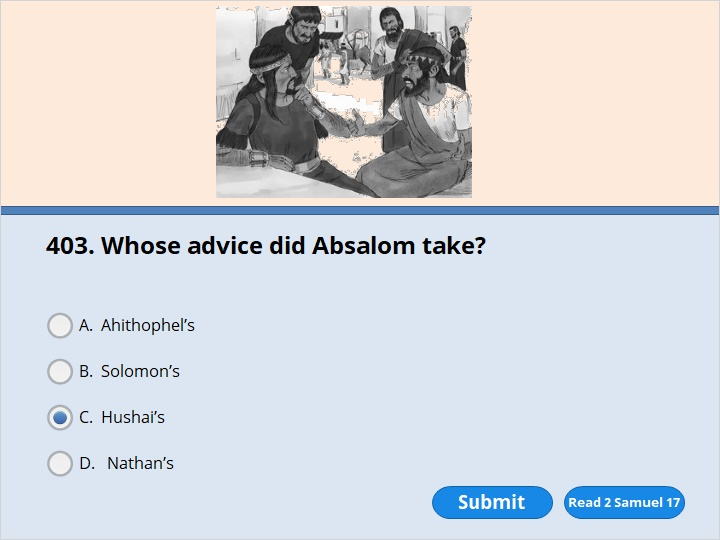 403. Whose advice did Absalom take?
A. Ahithophel’s
B. Solomon’s
C. Hushai’s
D. Nathan’s
Submit
Read 2 Samuel 17